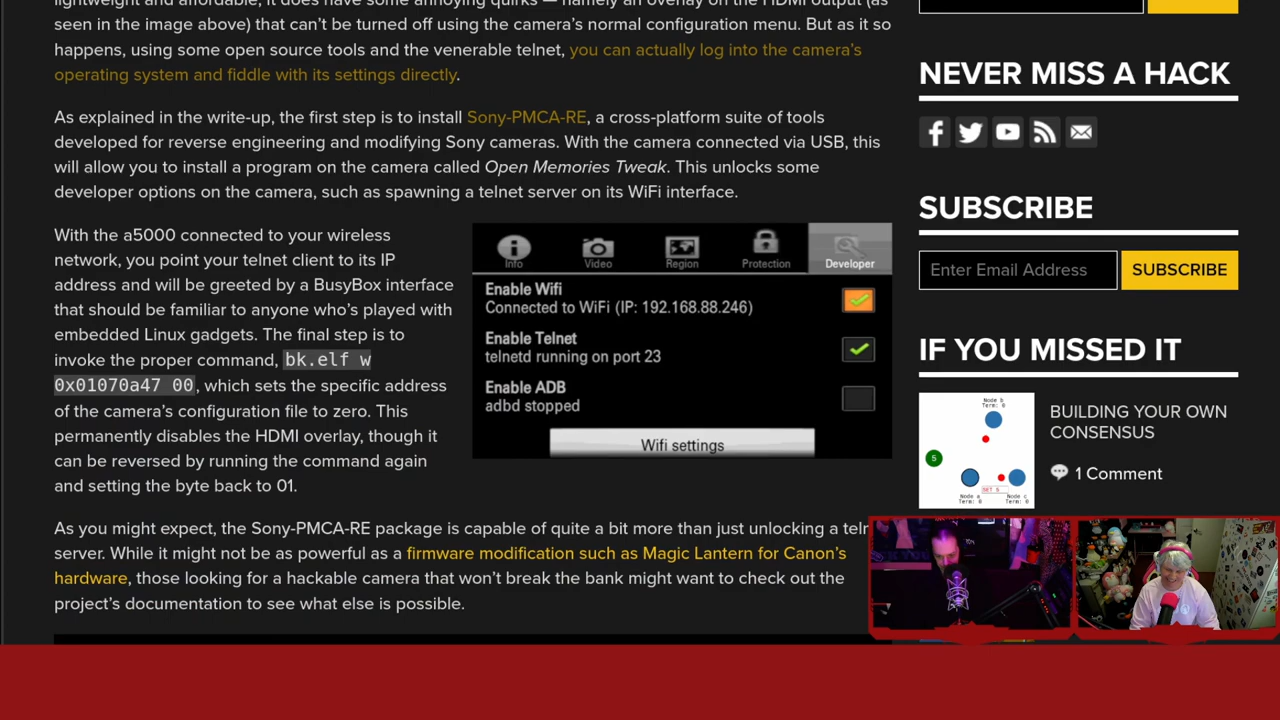 lightweight and affordable, it does have some annoying quirks — namely an overlay on the HDMI output (as
seen in the image above) that can't be turned off using the camera's normal configuration menu. But as it so
happens, using some open source tools and the venerable telnet, you can actually log into the camera's
operating system and fiddle with its settings directly.
As explained in the write-up, the first step is to install Sony-PMCA-RE, a cross-platform suite of tools
developed for reverse engineering and modifying Sony cameras. With the camera connected via USB, this
will allow you to install a program on the camera called Open Memories Tweak. This unlocks some
developer options on the camera, such as spawning a telnet server on its WiFi interface.
With the a5000 connected to your wireless
network, you point your telnet client to its IP
address and will be greeted by a BusyBox interface
that should be familiar to anyone who's played with
embedded Linux gadgets. The final step is to
invoke the proper command, bk.elf w
0x01070a47 00, which sets the specific address
of the camera's configuration file to zero. This
permanently disables the HDMI overlay, though it
can be reversed by running the command again
and setting the byte back to 01.
Info
Video
Region
Protection
Developer
Enable Wifi
Connected to WiFi (IP: 192.168.88.246)
Enable Telnet
telnetd running on port 23
Enable ADB
adbd stopped
Wifi settings
As you might expect, the Sony-PMCA-RE package is capable of quite a bit more than just unlocking a teln
server. While it might not be as powerful as a firmware modification such as Magic Lantern for Canon's
hardware, those looking for a hackable camera that won't break the bank might want to check out the
project's documentation to see what else is possible.
NEVER MISS A HACK
SUBSCRIBE
Enter Email Address
SUBSCRIBE
IF YOU MISSED IT
Node b
Term: 0
5
Node a
Term: 0
Node c
Term: 0
BUILDING YOUR OWN
CONSENSUS
1 Comment